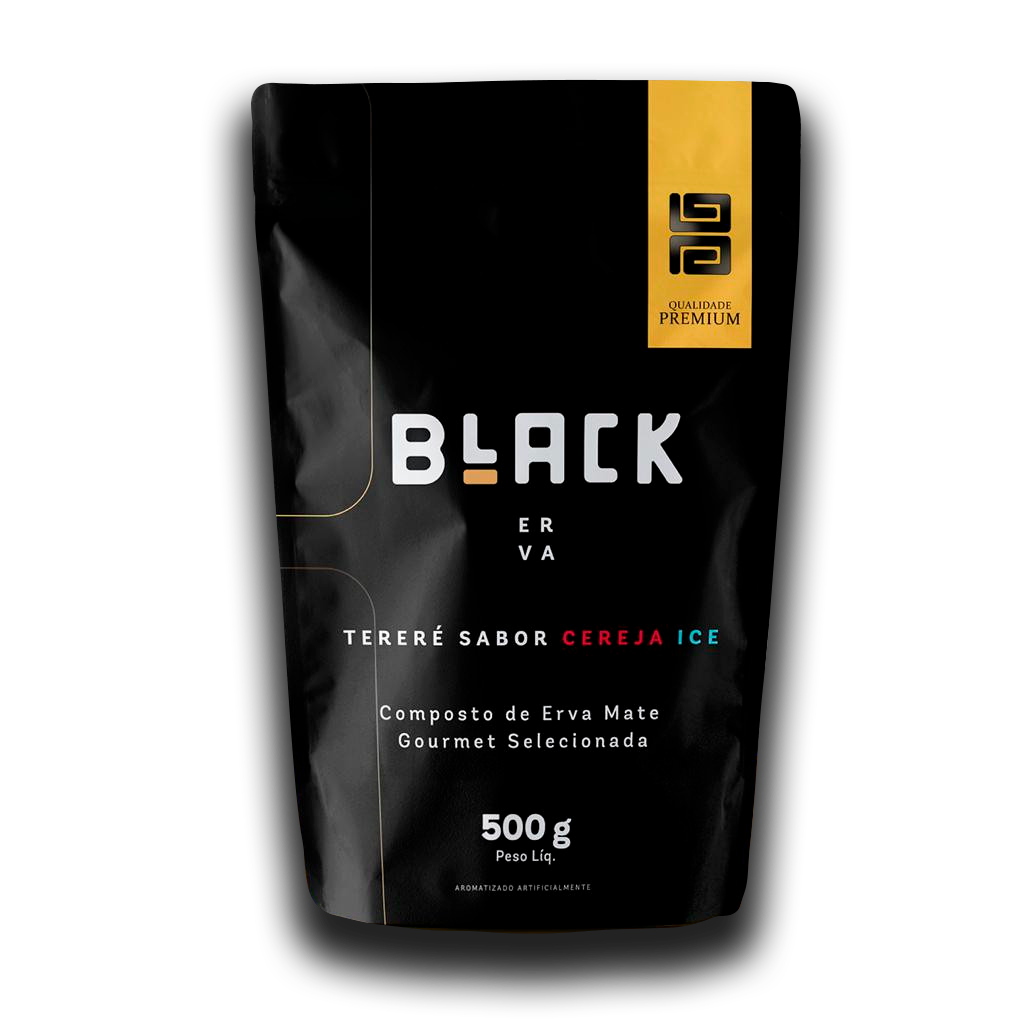 QUALIDADE
PREMIUM
BLACK
ER
VA
TERERÉ SABOR CEREJA ICE
Composto de Erva Mate
Gourmet Selecionada
500 g
Peso Líq.
AROMATIZADO ARTIFICIALMENTE